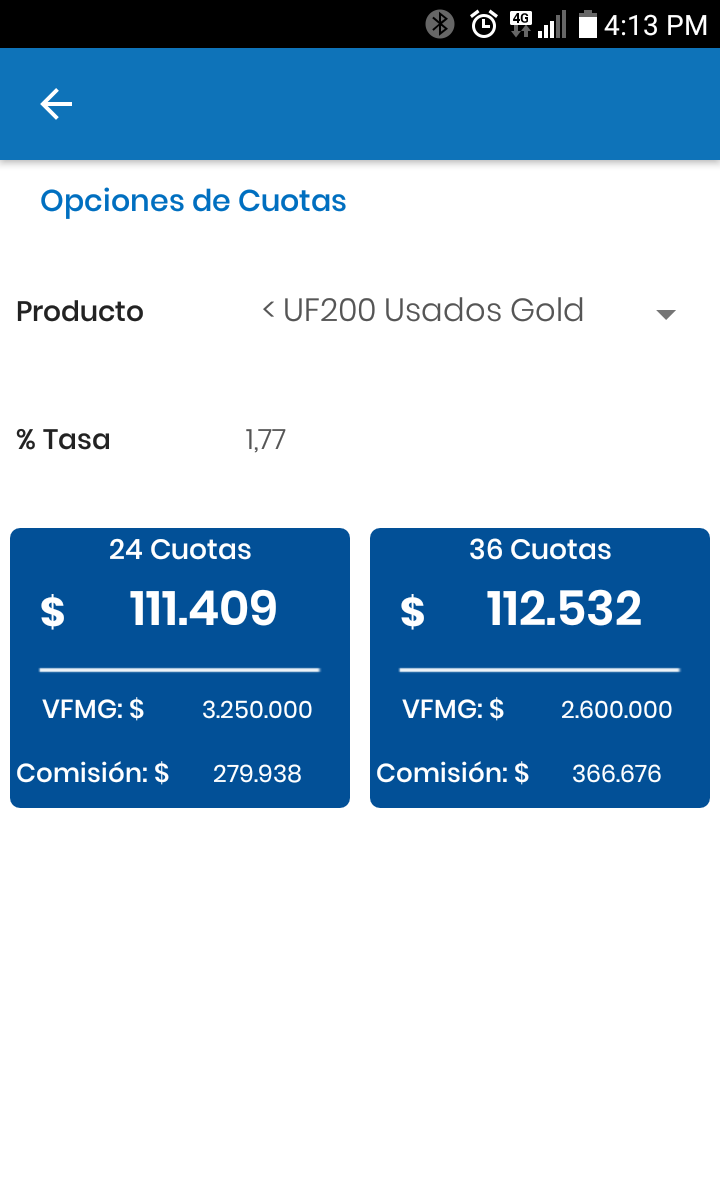 4G 4:13 PM
Opciones de Cuotas
Producto < UF200 Usados Gold
% Tasa 1,77
24 Cuotas
$ 111.409
VFMG: $ 3.250.000
Comisión: $ 279.938
36 Cuotas
$ 112.532
VFMG: $ 2.600.000
Comisión: $ 366.676